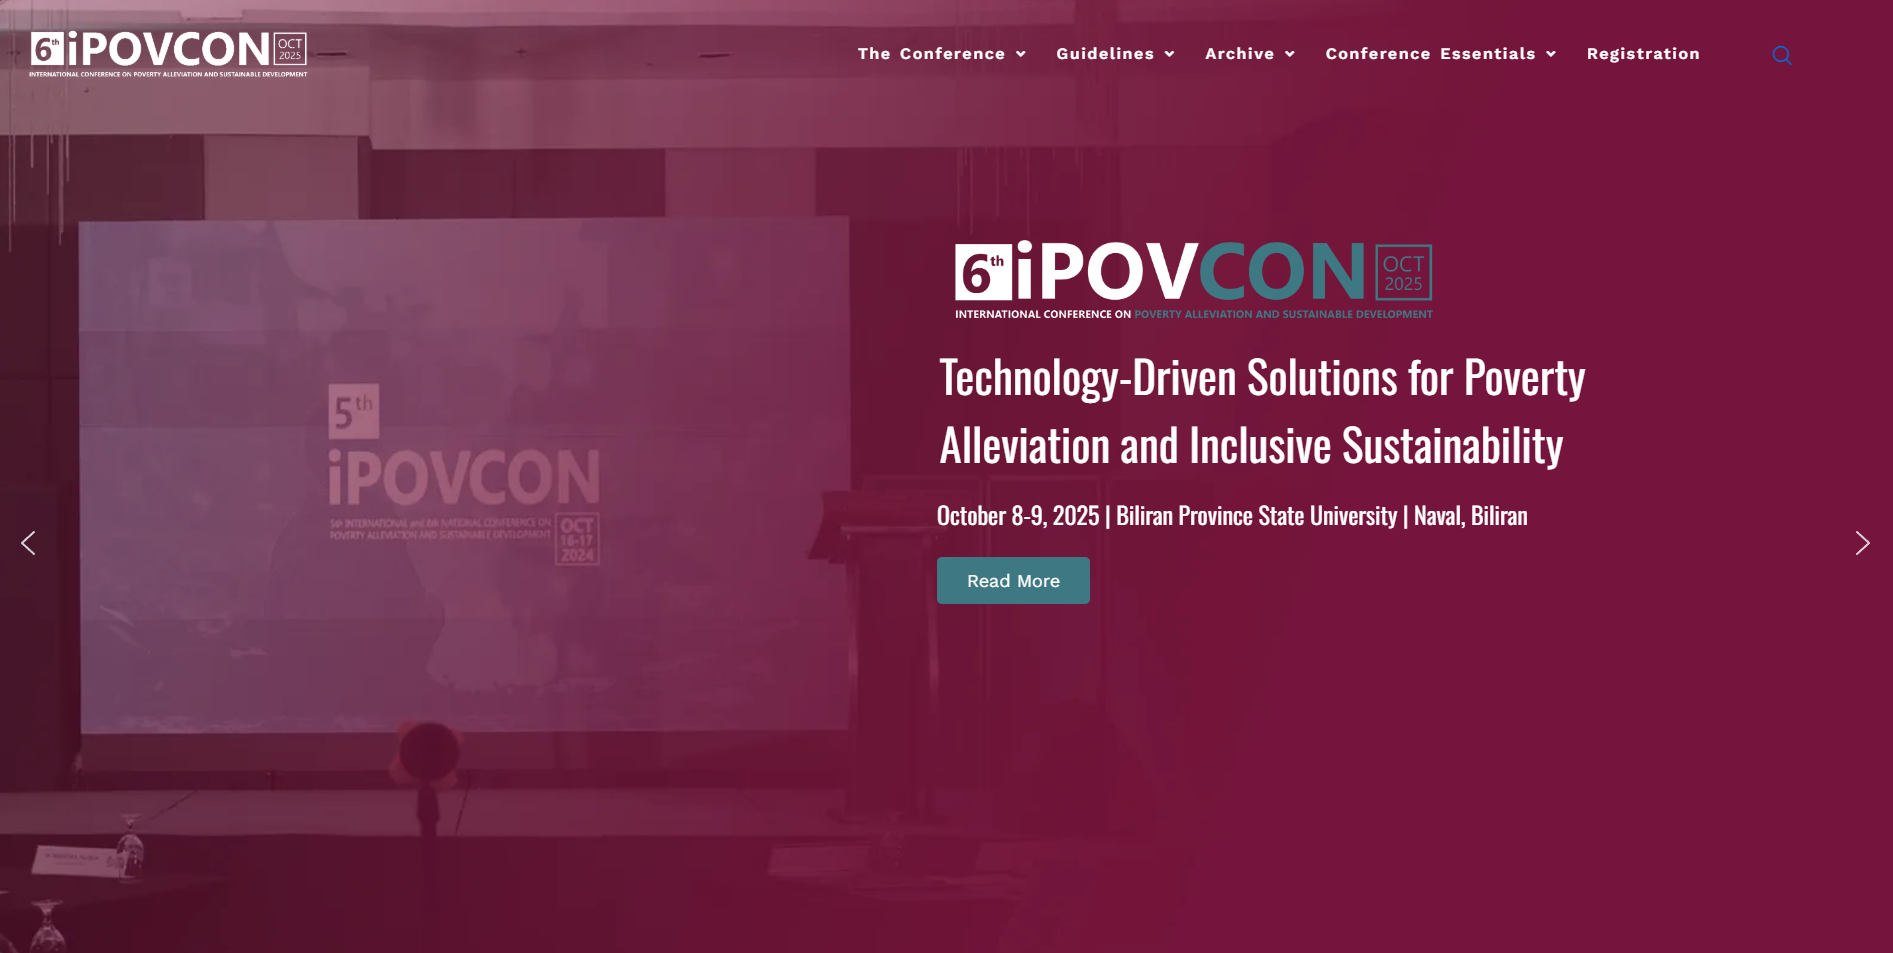 6th iPOVCON OCT 2025
INTERNATIONAL CONFERENCE ON POVERTY ALLEVIATION AND SUSTAINABLE DEVELOPMENT
The Conference Guidelines Archive Conference Essentials Registration
6th iPOVCON OCT 2025
INTERNATIONAL CONFERENCE ON POVERTY ALLEVIATION AND SUSTAINABLE DEVELOPMENT
Technology-Driven Solutions for Poverty
Alleviation and Inclusive Sustainability
October 8-9, 2025 | Biliran Province State University | Naval, Biliran
Read More
5th
iPOVCON
5th INTERNATIONAL and 6th NATIONAL CONFERENCE ON
POVERTY ALLEVIATION AND SUSTAINABLE DEVELOPMENT
OCT
16-17
2024